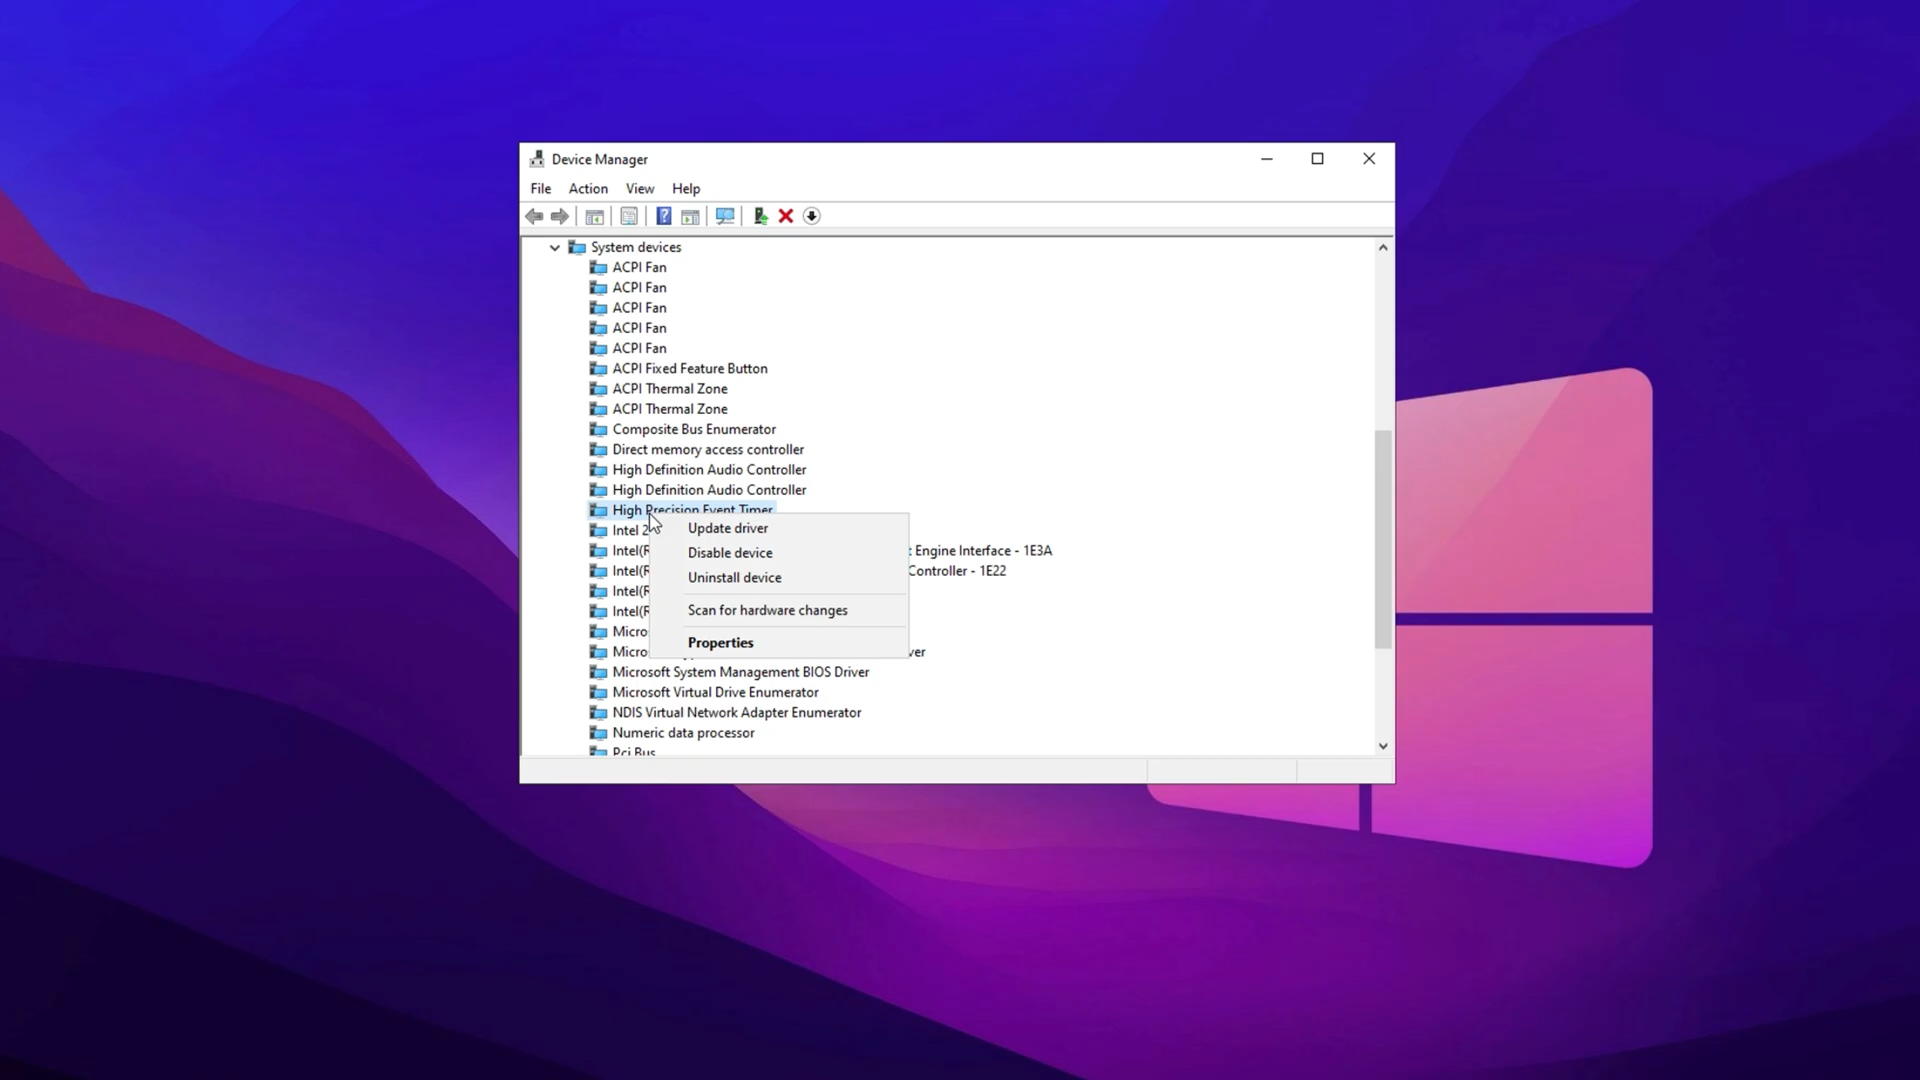 Device Manager
File Action View Help
System devices
ACPI Fan
ACPI Fan
ACPI Fan
ACPI Fan
ACPI Fan
ACPI Fixed Feature Button
ACPI Thermal Zone
ACPI Thermal Zone
Composite Bus Enumerator
Direct memory access controller
High Definition Audio Controller
High Definition Audio Controller
High Precision Event Timer
Update driver
Intel 2
Disable device
Intel(R Engine Interface - 1E3A
Uninstall device
Intel(R Controller - 1E22
Intel(R
Scan for hardware changes
Intel(R
Micro
Properties
Micro ver
Microsoft System Management BIOS Driver
Microsoft Virtual Drive Enumerator
NDIS Virtual Network Adapter Enumerator
Numeric data processor
Pci Bus